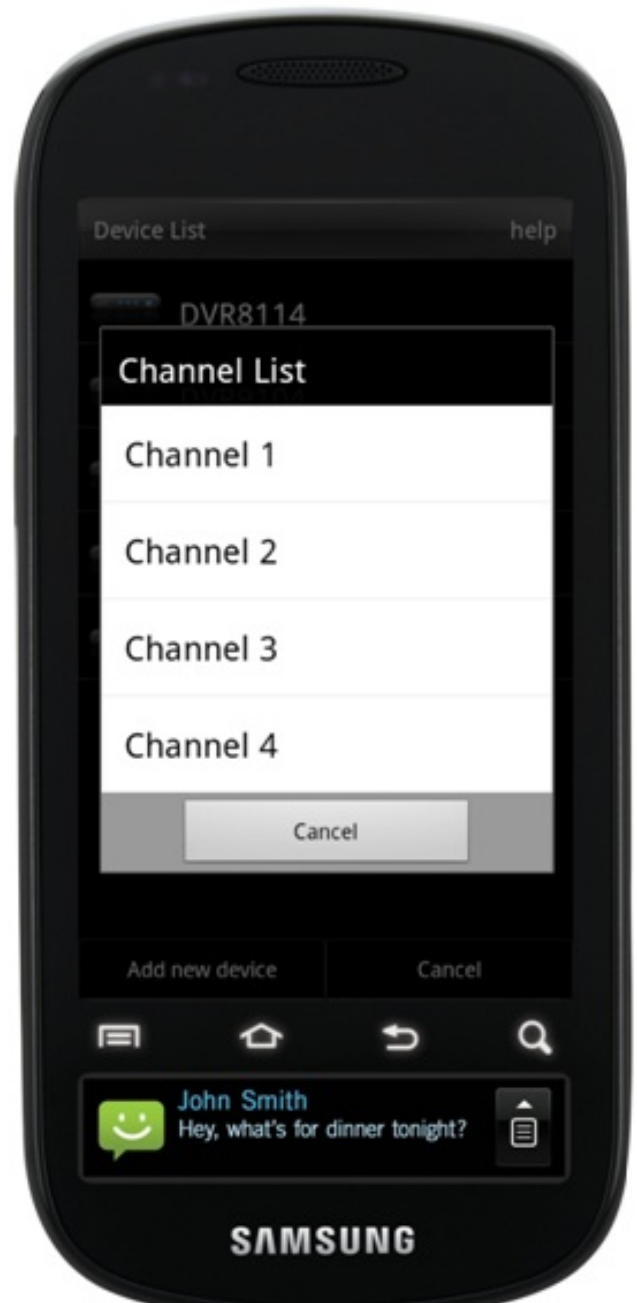 Device List help
DVR8114
Channel List
Channel 1
Channel 2
Channel 3
Channel 4
Cancel
Add new device Cancel
John Smith
Hey, what's for dinner tonight?
SAMSUNG